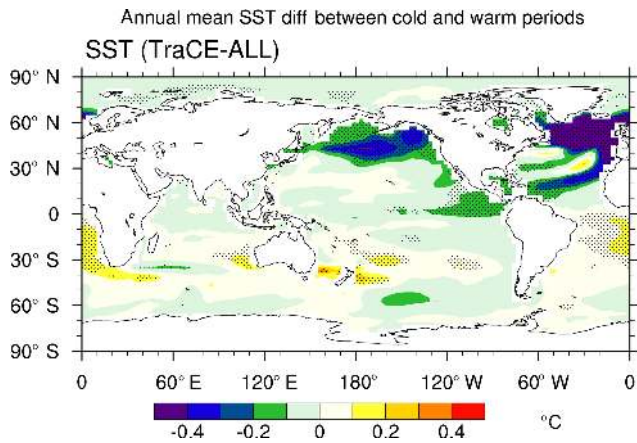 Annual mean SST diff between cold and warm periods
SST (TraCE-ALL)
90° N
60° N
30° N
0
30° S
60° S
90° S
0 60° E 120° E 180° 120° W 60° W 0
-0.4 -0.2 0 0.2 0.4 °C